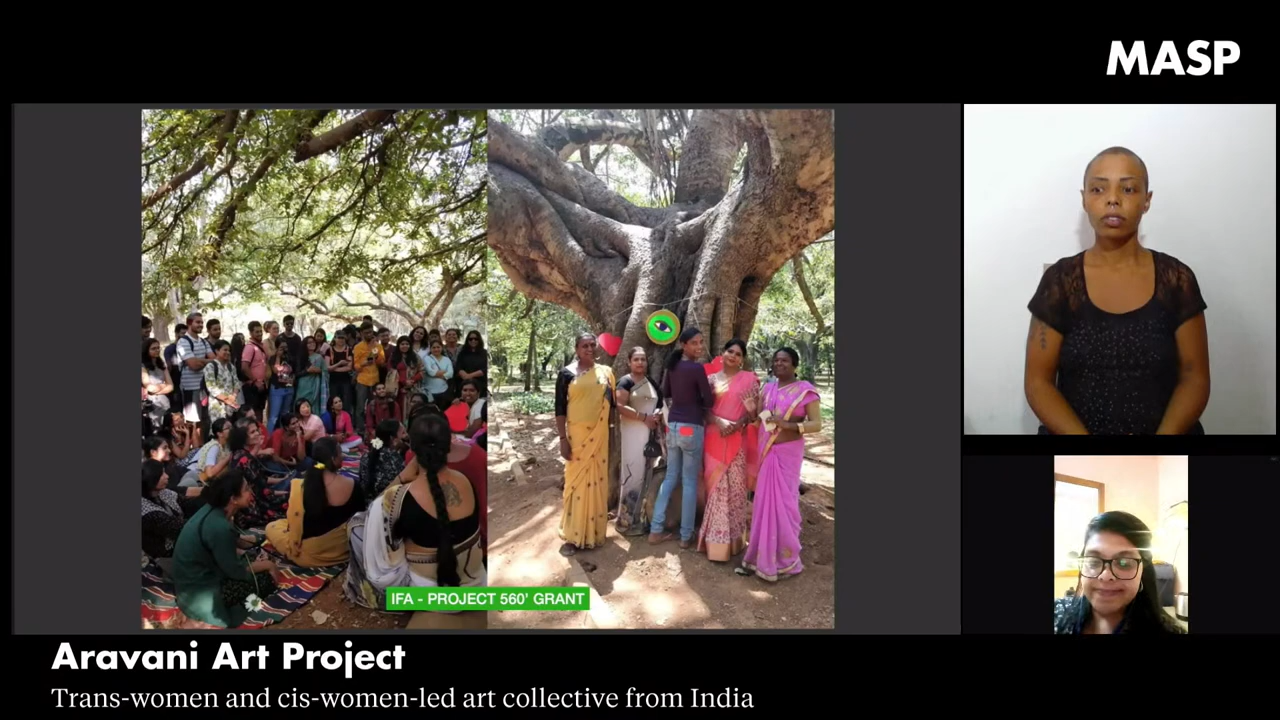 MASP
IFA - PROJECT 560' GRANT
Aravani Art Project
Trans-women and cis-women-led art collective from India